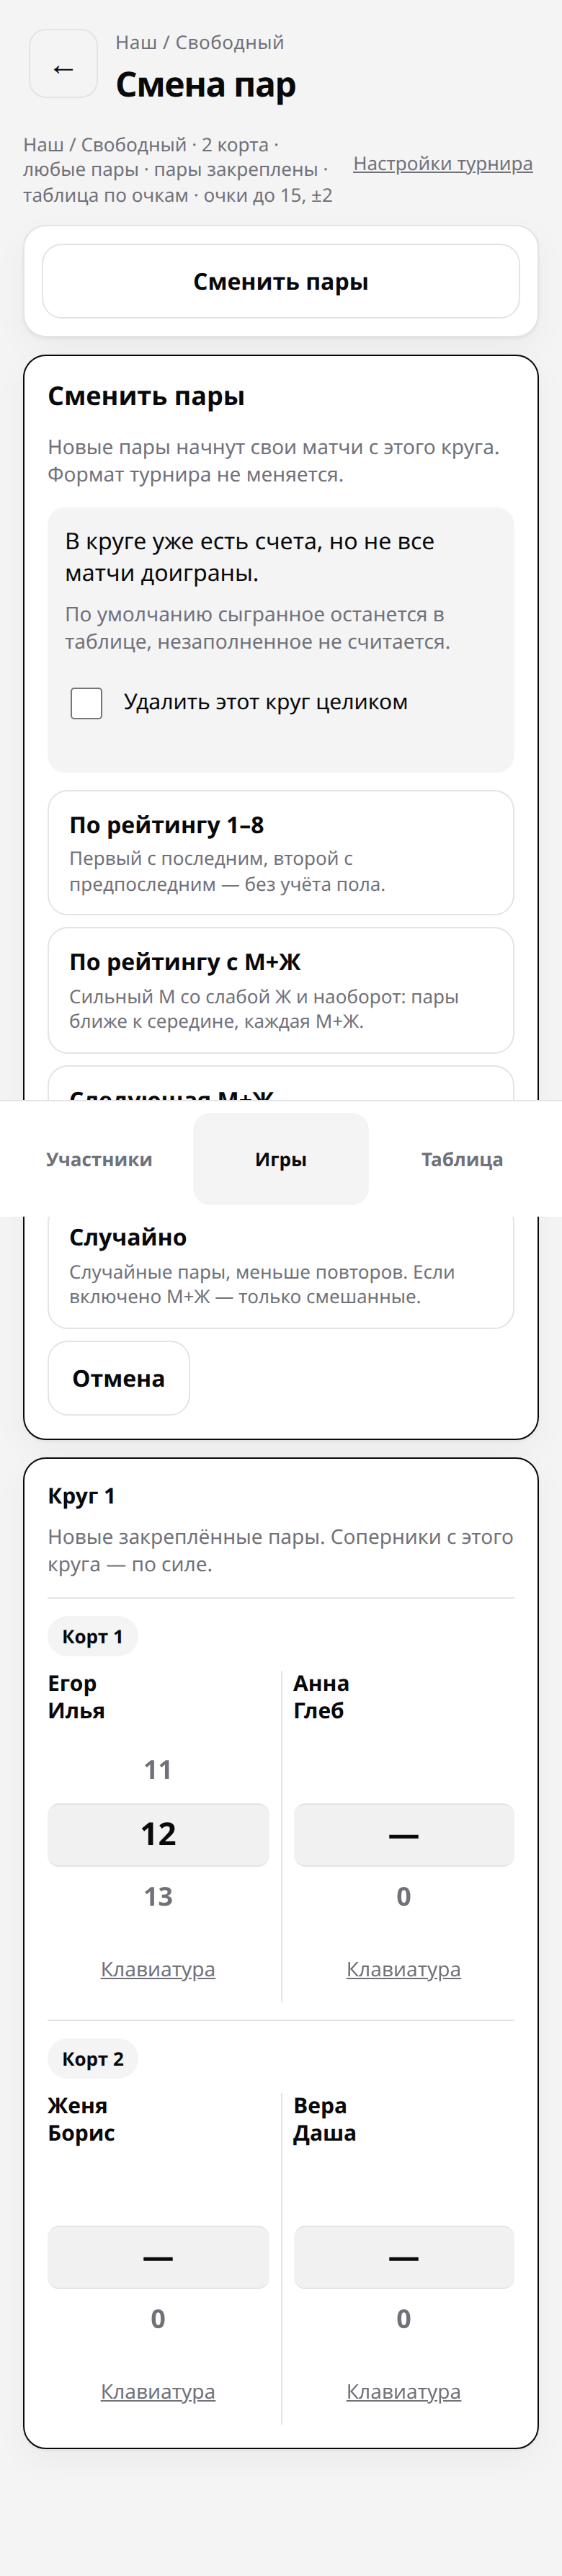 ←
Наш / Свободный
Смена пар
Наш / Свободный · 2 корта ·
любые пары · пары закреплены ·
таблица по очкам · очки до 15, ±2
Настройки турнира
Сменить пары
Сменить пары
Новые пары начнут свои матчи с этого круга.
Формат турнира не меняется.
В круге уже есть счета, но не все
матчи доиграны.
По умолчанию сыгранное останется в
таблице, незаполненное не считается.
Удалить этот круг целиком
По рейтингу 1–8
Первый с последним, второй с
предпоследним — без учёта пола.
По рейтингу с М+Ж
Сильный М со слабой Ж и наоборот: пары
ближе к середине, каждая М+Ж.
Следующая М+Ж
Участники
Игры
Таблица
Случайно
Случайные пары, меньше повторов. Если
включено М+Ж — только смешанные.
Отмена
Круг 1
Новые закреплённые пары. Соперники с этого
круга — по силе.
Корт 1
Егор
Илья
Анна
Глеб
11
12
—
13
0
Клавиатура
Клавиатура
Корт 2
Женя
Борис
Вера
Даша
—
—
0
0
Клавиатура
Клавиатура